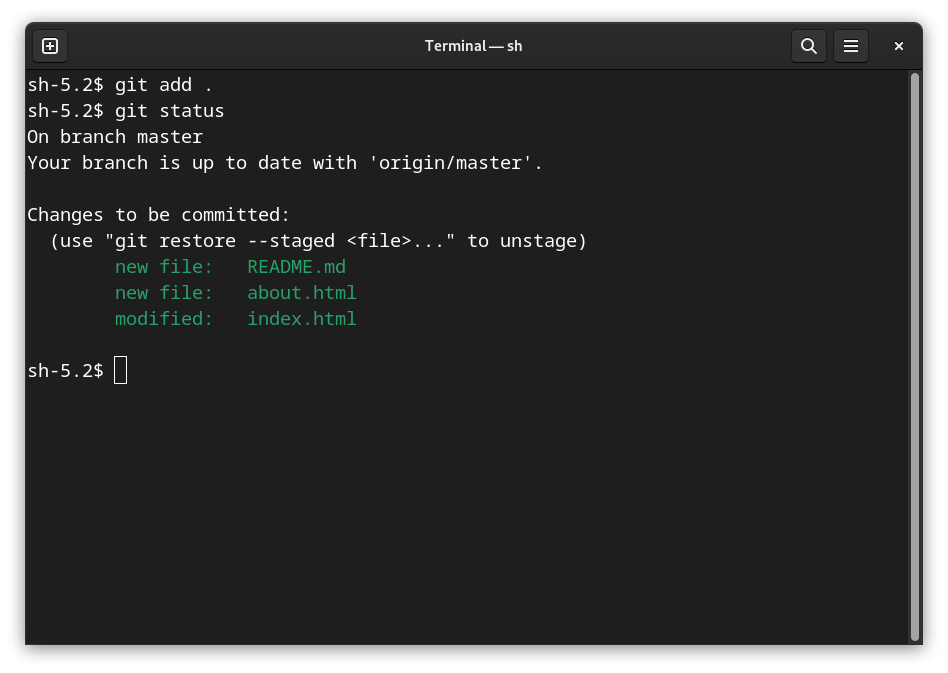 Terminal — sh
sh-5.2$ git add .
sh-5.2$ git status
On branch master
Your branch is up to date with 'origin/master'.
Changes to be committed:
  (use "git restore --staged <file>..." to unstage)
        new file:   README.md
        new file:   about.html
        modified:   index.html
sh-5.2$